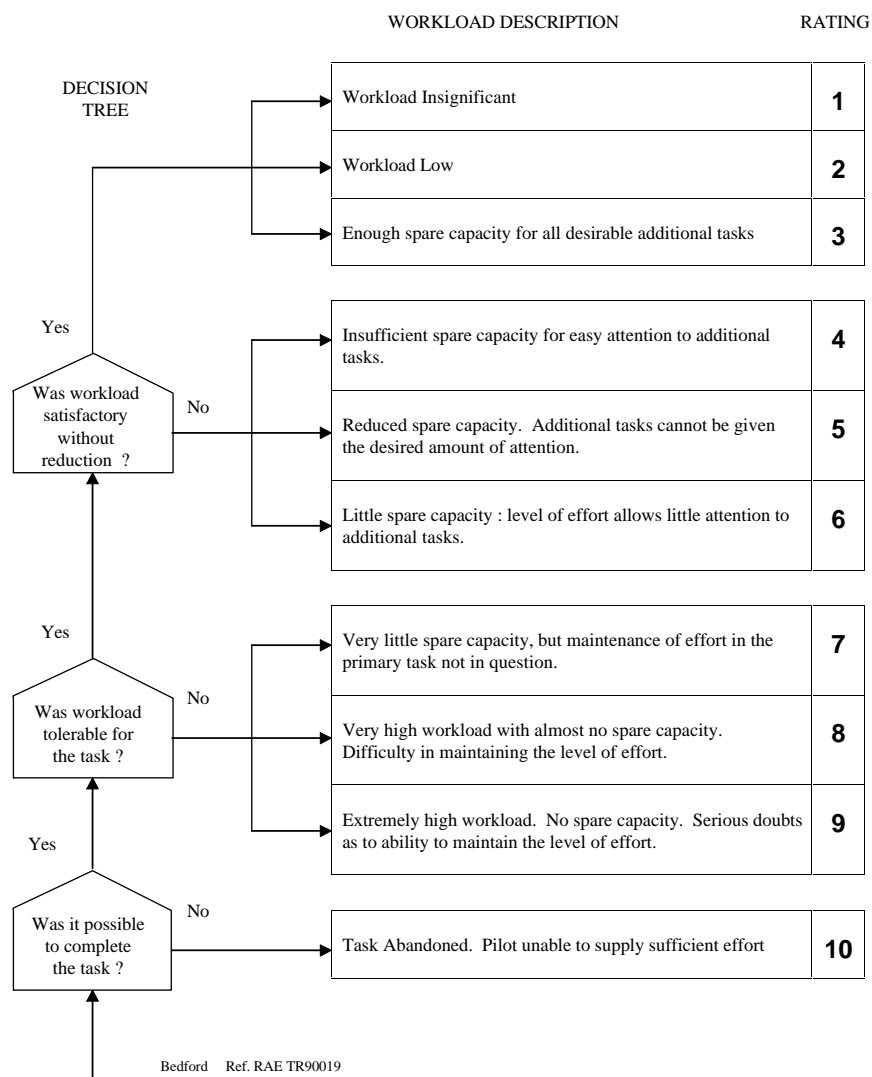 WORKLOAD DESCRIPTION RATING
DECISION
TREE
Workload Insignificant 1
Workload Low 2
Enough spare capacity for all desirable additional tasks 3
Yes
Insufficient spare capacity for easy attention to additional
tasks.
4
Was workload
satisfactory
without
reduction ?
No
Reduced spare capacity. Additional tasks cannot be given
the desired amount of attention.
5
Little spare capacity : level of effort allows little attention to
additional tasks.
6
Yes
Very little spare capacity, but maintenance of effort in the
primary task not in question.
7
Was workload
tolerable for
the task ?
No
Very high workload with almost no spare capacity.
Difficulty in maintaining the level of effort.
8
Extremely high workload. No spare capacity. Serious doubts
as to ability to maintain the level of effort.
9
Yes
Was it possible
to complete
the task ?
No
Task Abandoned. Pilot unable to supply sufficient effort 10
Bedford Ref. RAE TR90019